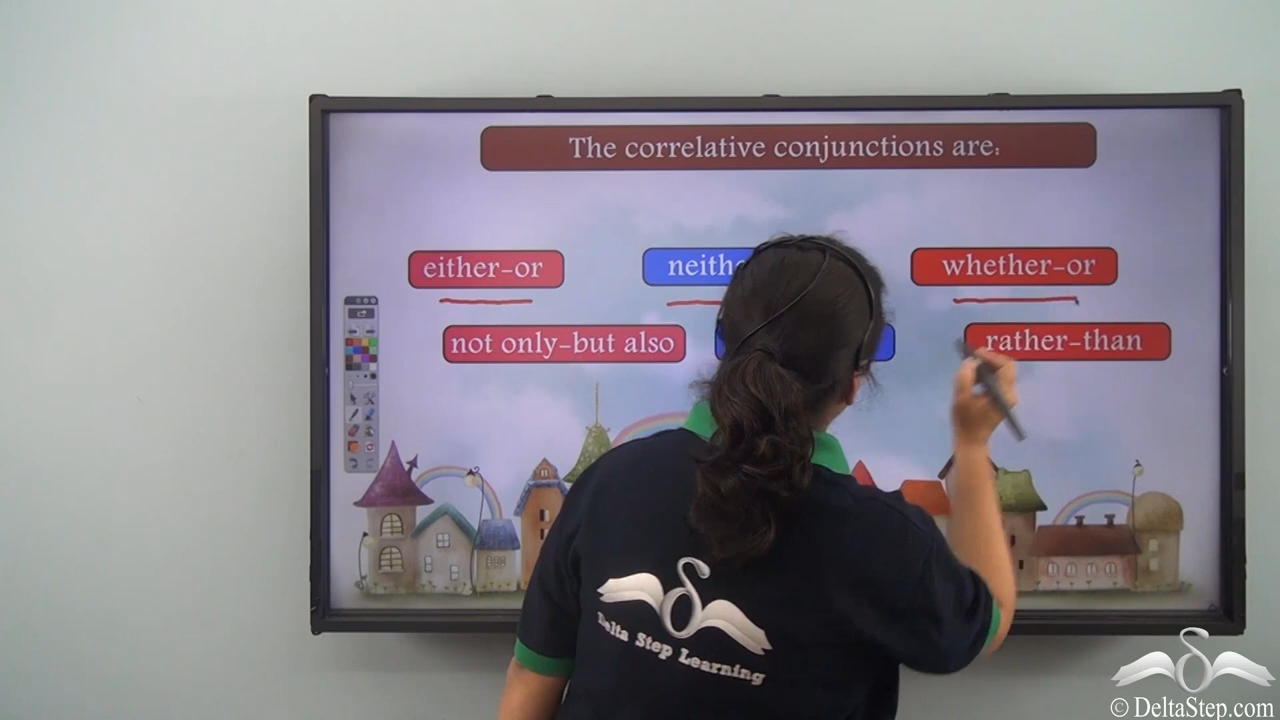 The correlative conjunctions are:
either-or
whether-or
not only-but also
rather-than
Delta Step Learning
© DeltaStep.com